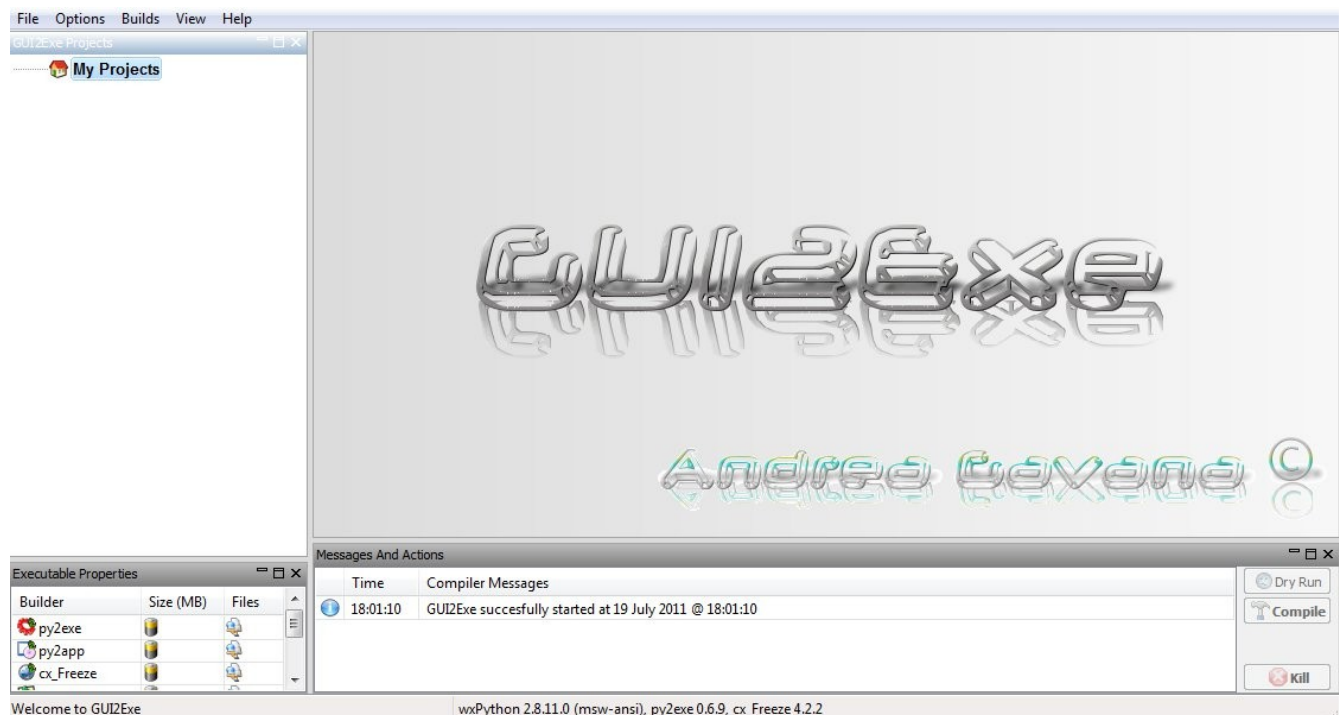 File Options Builds View Help
GUI2Exe Projects
My Projects
GUI2Exe
Andrea Gavana ©
Executable Properties
Builder Size (MB) Files
py2exe
py2app
cx_Freeze
Messages And Actions
Time Compiler Messages
18:01:10 GUI2Exe succesfully started at 19 July 2011 @ 18:01:10
Dry Run
Compile
Kill
Welcome to GUI2Exe
wxPython 2.8.11.0 (msw-ansi), py2exe 0.6.9, cx_Freeze 4.2.2